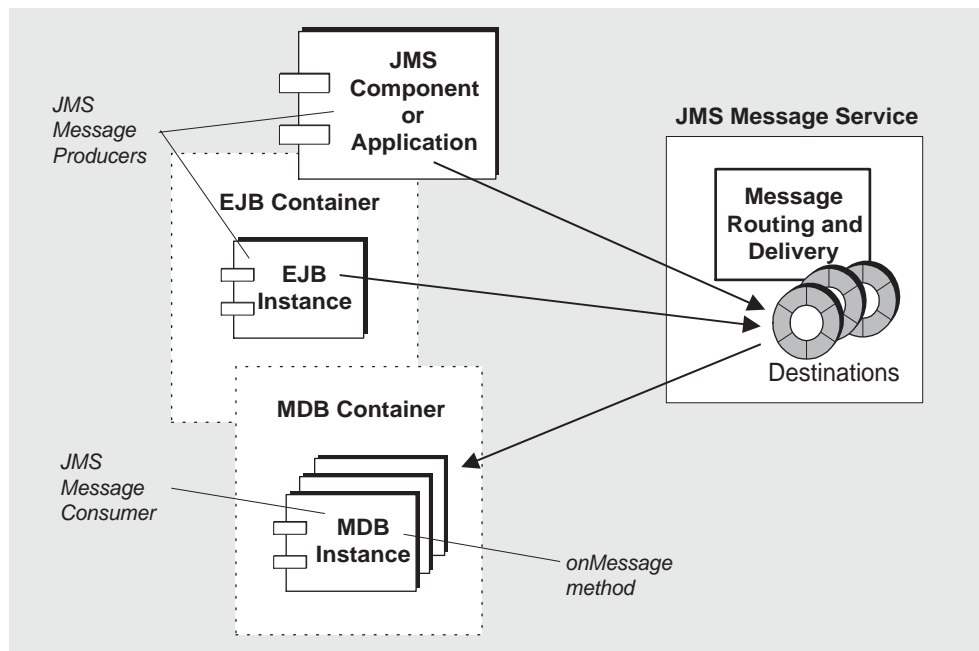 JMS
Component
or
Application
JMS
Message
Producers
JMS Message Service
EJB Container
Message
Routing and
Delivery
EJB
Instance
Destinations
MDB Container
JMS
Message
Consumer
MDB
Instance
onMessage
method